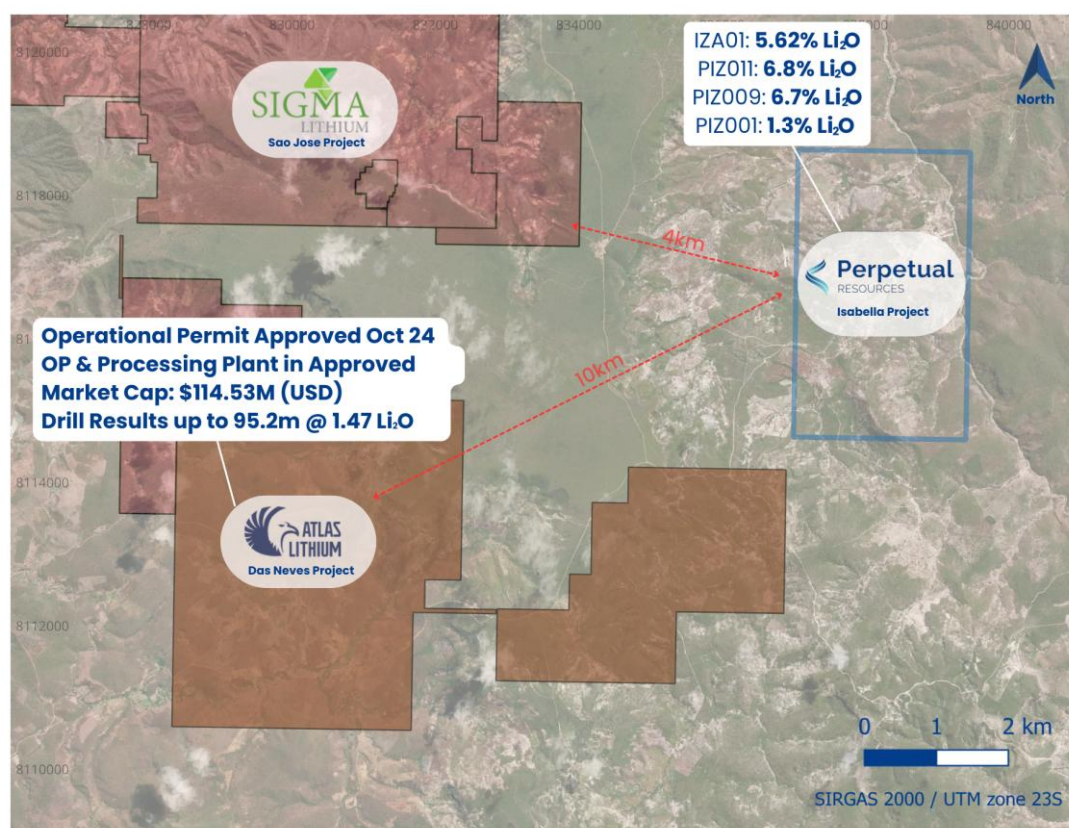 830000
832000
834000
840000
8120000
8118000
8114000
8112000
8110000
SIGMA
LITHIUM
Sao Jose Project
IZA01: 5.62% Li₂O
PIZ011: 6.8% Li₂O
PIZ009: 6.7% Li₂O
PIZ001: 1.3% Li₂O
North
4km
Perpetual
RESOURCES
Isabella Project
Operational Permit Approved Oct 24
OP & Processing Plant in Approved
Market Cap: $114.53M (USD)
Drill Results up to 95.2m @ 1.47 Li₂O
10km
ATLAS
LITHIUM
Das Neves Project
0 1 2 km
SIRGAS 2000 / UTM zone 23S